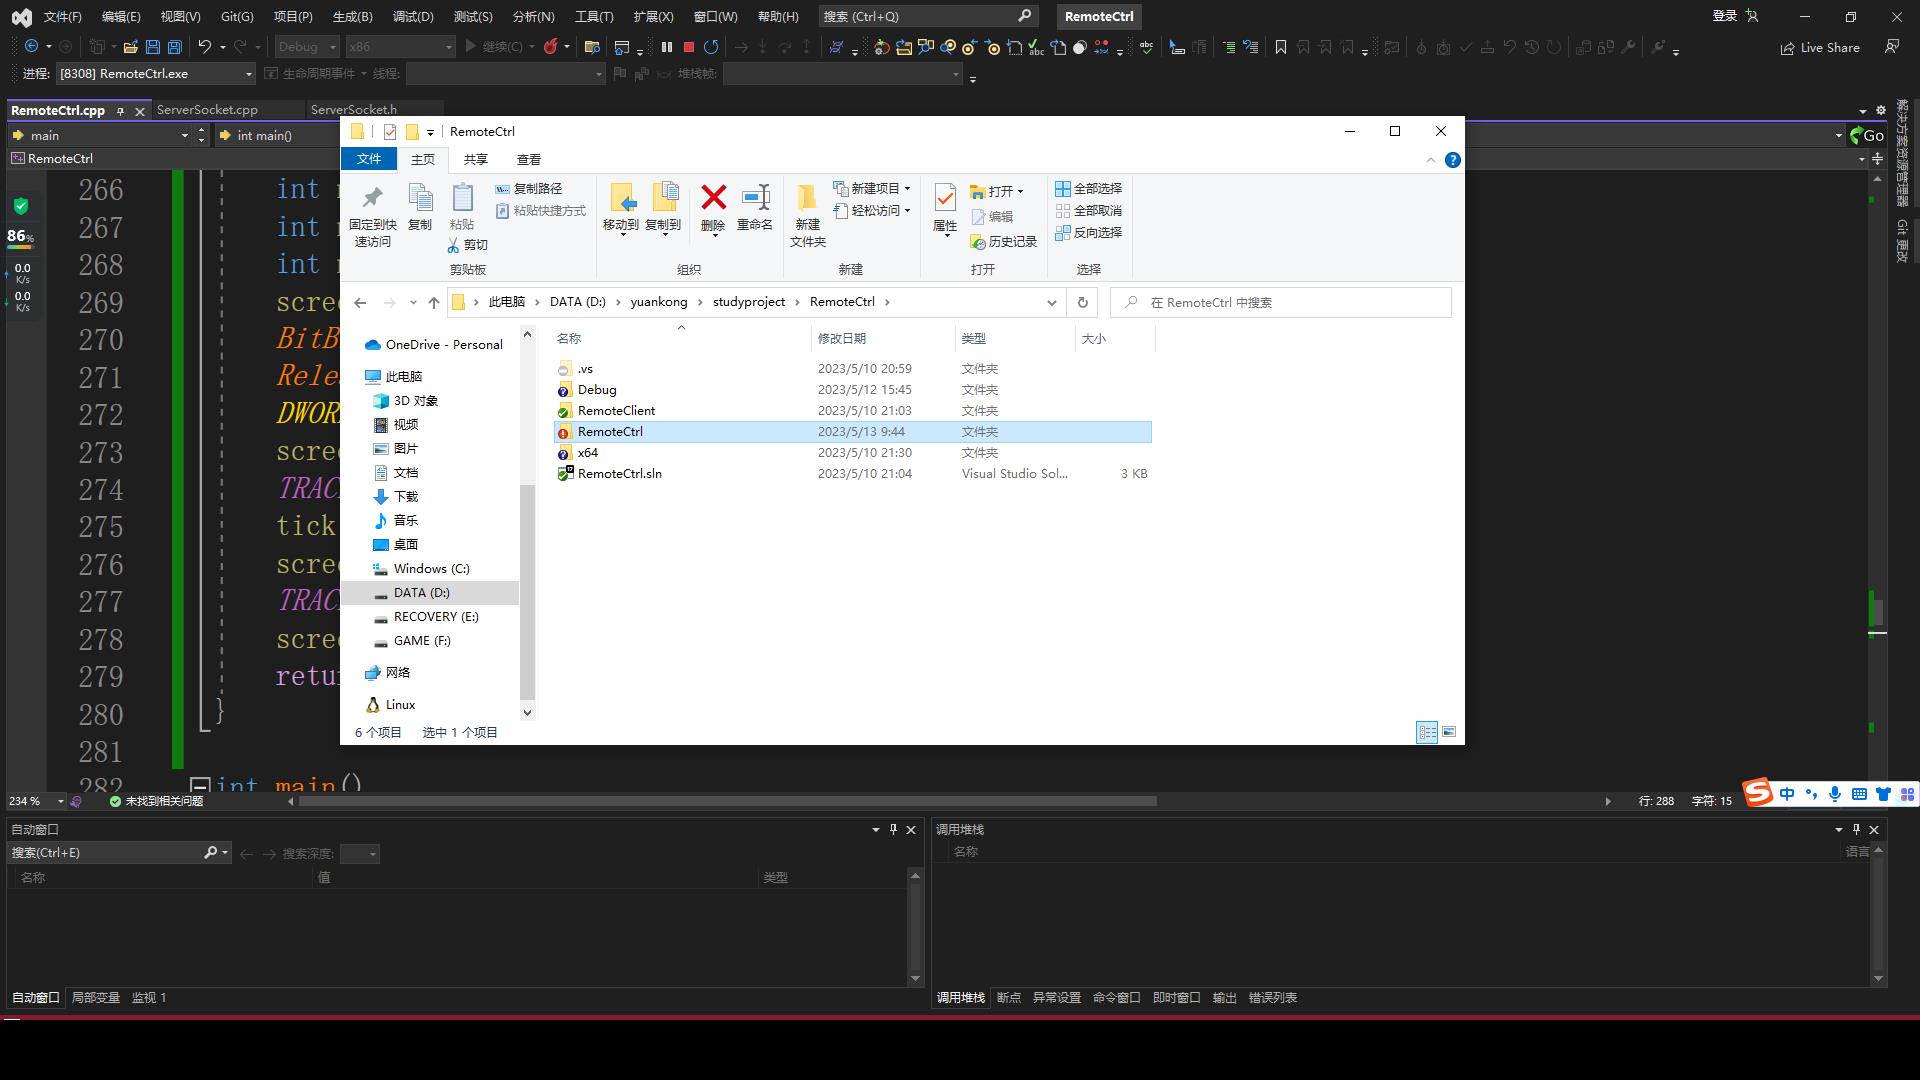 文件(F) 编辑(E) 视图(V) Git(G) 项目(P) 生成(B) 调试(D) 测试(S) 分析(N) 工具(T) 扩展(X) 窗口(W) 帮助(H) 搜索 (Ctrl+Q) RemoteCtrl 登录
Debug x86 继续(C) Live Share
进程: [8308] RemoteCtrl.exe 生命周期事件 线程: 堆栈帧:
RemoteCtrl.cpp ServerSocket.cpp ServerSocket.h
main int main() Go
RemoteCtrl
解决方案资源管理器
Git 更改
86%
0.0
K/s
0.0
K/s
266 int
267 int
268 int
269 scre
270 BitB
271 Rele
272 DWOR
273 scre
274 TRAC
275 tick
276 scre
277 TRAC
278 scre
279 retu
280 }
281
282 int main()
RemoteCtrl
文件 主页 共享 查看
固定到快速访问
复制
粘贴
复制路径
粘贴快捷方式
剪切
剪贴板
移动到
复制到
删除
重命名
组织
新建
文件夹
新建项目
轻松访问
新建
属性
打开
编辑
历史记录
打开
全部选择
全部取消
反向选择
选择
此电脑 DATA (D:) yuankong studyproject RemoteCtrl
在 RemoteCtrl 中搜索
OneDrive - Personal
此电脑
3D 对象
视频
图片
文档
下载
音乐
桌面
Windows (C:)
DATA (D:)
RECOVERY (E:)
GAME (F:)
网络
Linux
名称 修改日期 类型 大小
.vs 2023/5/10 20:59 文件夹
Debug 2023/5/12 15:45 文件夹
RemoteClient 2023/5/10 21:03 文件夹
RemoteCtrl 2023/5/13 9:44 文件夹
x64 2023/5/10 21:30 文件夹
RemoteCtrl.sln 2023/5/10 21:04 Visual Studio Sol... 3 KB
6 个项目 选中 1 个项目
234 % 未找到相关问题 行: 288 字符: 15
中
自动窗口
搜索(Ctrl+E) 搜索深度:
名称 值 类型
自动窗口 局部变量 监视 1
调用堆栈
名称 语言
调用堆栈 断点 异常设置 命令窗口 即时窗口 输出 错误列表